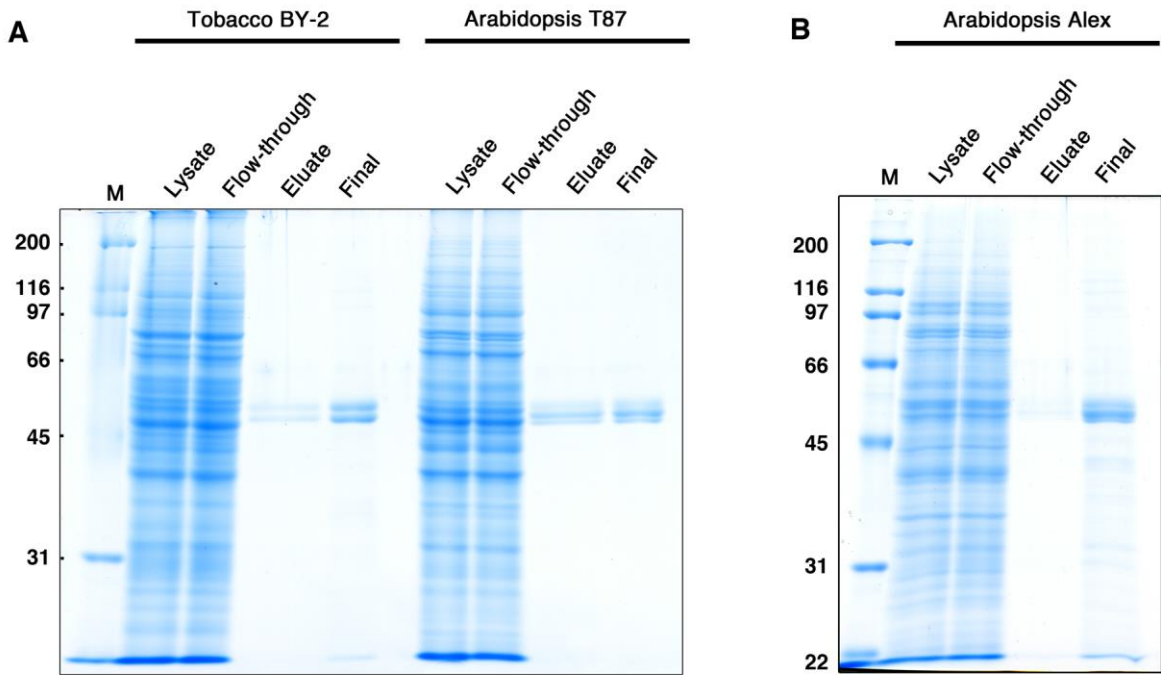 A
Tobacco BY-2
Arabidopsis T87
M
Lysate
Flow-through
Eluate
Final
Lysate
Flow-through
Eluate
Final
200
116
97
66
45
31
B
Arabidopsis Alex
M
Lysate
Flow-through
Eluate
Final
200
116
97
66
45
31
22